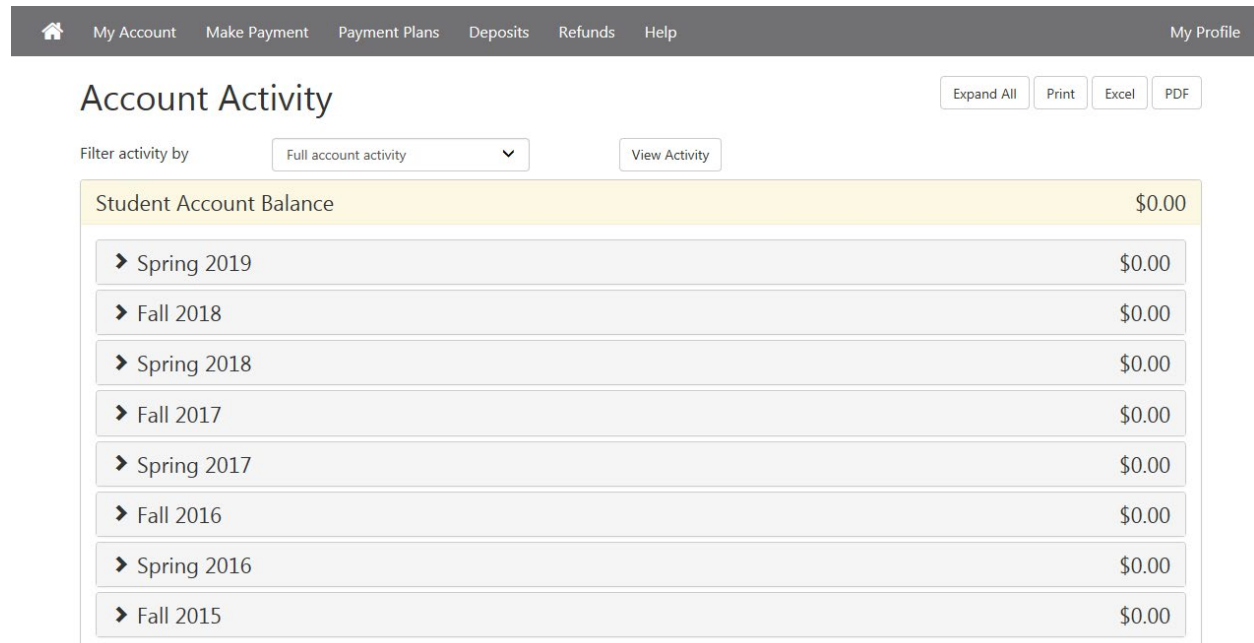 My Account Make Payment Payment Plans Deposits Refunds Help My Profile
Account Activity
Expand All Print Excel PDF
Filter activity by Full account activity View Activity
Student Account Balance $0.00
Spring 2019 $0.00
Fall 2018 $0.00
Spring 2018 $0.00
Fall 2017 $0.00
Spring 2017 $0.00
Fall 2016 $0.00
Spring 2016 $0.00
Fall 2015 $0.00